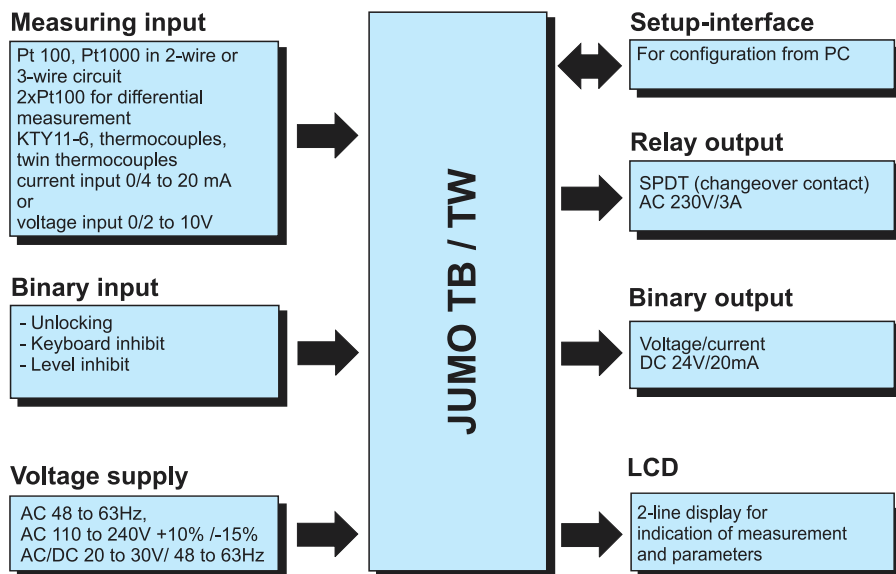 Measuring input
Pt 100, Pt1000 in 2-wire or
3-wire circuit
2xPt100 for differential
measurement
KTY11-6, thermocouples,
twin thermocouples
current input 0/4 to 20 mA
or
voltage input 0/2 to 10V
Binary input
- Unlocking
- Keyboard inhibit
- Level inhibit
Voltage supply
AC 48 to 63Hz,
AC 110 to 240V +10% /-15%
AC/DC 20 to 30V/ 48 to 63Hz
JUMO TB / TW
Setup-interface
For configuration from PC
Relay output
SPDT (changeover contact)
AC 230V/3A
Binary output
Voltage/current
DC 24V/20mA
LCD
2-line display for
indication of measurement
and parameters